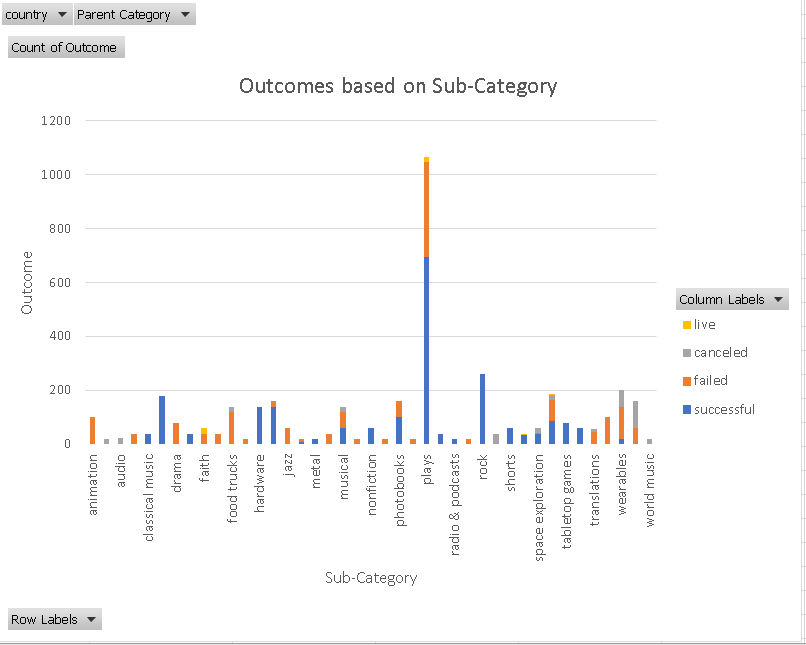 country Parent Category
Count of Outcome
Outcomes based on Sub-Category
1200
1000
800
600
400
200
0
Outcome
animation
audio
classical music
drama
faith
food trucks
hardware
jazz
metal
musical
nonfiction
photobooks
plays
radio & podcasts
rock
shorts
space exploration
tabletop games
translations
wearables
world music
Sub-Category
Column Labels
live
canceled
failed
successful
Row Labels